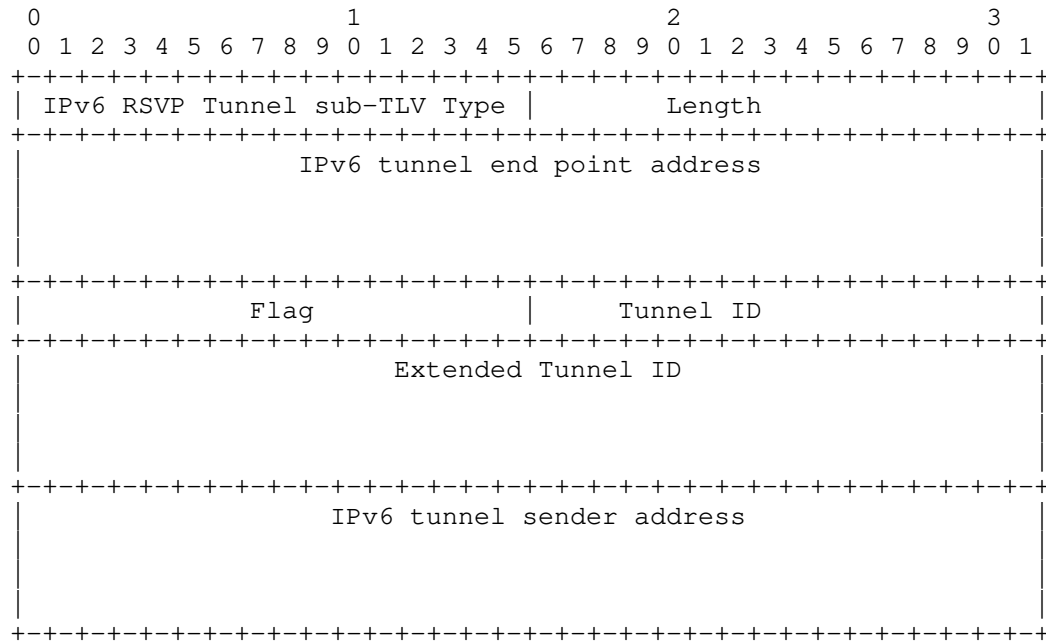 0                   1                   2                   3
0 1 2 3 4 5 6 7 8 9 0 1 2 3 4 5 6 7 8 9 0 1 2 3 4 5 6 7 8 9 0 1
+-+-+-+-+-+-+-+-+-+-+-+-+-+-+-+-+-+-+-+-+-+-+-+-+-+-+-+-+-+-+-+-+
| IPv6 RSVP Tunnel sub-TLV Type |        Length                 |
+-+-+-+-+-+-+-+-+-+-+-+-+-+-+-+-+-+-+-+-+-+-+-+-+-+-+-+-+-+-+-+-+
|                 IPv6 tunnel end point address                 |
|                                                               |
|                                                               |
|                                                               |
+-+-+-+-+-+-+-+-+-+-+-+-+-+-+-+-+-+-+-+-+-+-+-+-+-+-+-+-+-+-+-+-+
|              Flag             |     Tunnel ID                 |
+-+-+-+-+-+-+-+-+-+-+-+-+-+-+-+-+-+-+-+-+-+-+-+-+-+-+-+-+-+-+-+-+
|                       Extended Tunnel ID                      |
|                                                               |
|                                                               |
|                                                               |
+-+-+-+-+-+-+-+-+-+-+-+-+-+-+-+-+-+-+-+-+-+-+-+-+-+-+-+-+-+-+-+-+
|                   IPv6 tunnel sender address                  |
|                                                               |
|                                                               |
|                                                               |
+-+-+-+-+-+-+-+-+-+-+-+-+-+-+-+-+-+-+-+-+-+-+-+-+-+-+-+-+-+-+-+-+